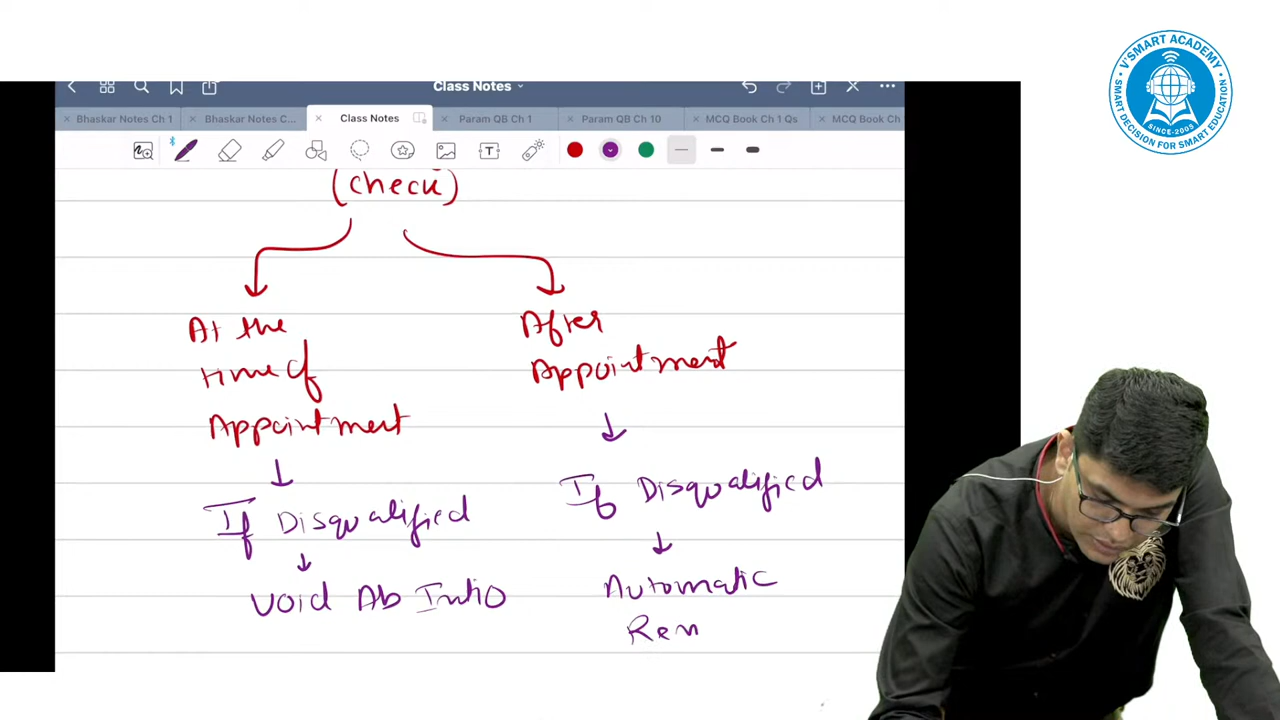 V'SMART ACADEMY
SMART DECISION FOR SMART EDUCATION
SINCE-2005
Class Notes
Bhaskar Notes Ch 1
Bhaskar Notes C...
Class Notes
Param QB Ch 1
Param QB Ch 10
MCQ Book Ch 1 Qs
MCQ Book Ch
(Check)
At the
time of
Appointment
If Disqualified
Void Ab Initio
After
Appointment
If Disqualified
Automatic
Rem